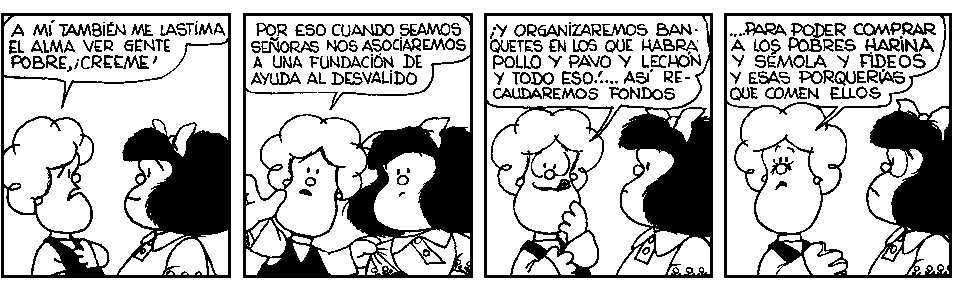 A MÍ TAMBIÉN ME LASTIMA
EL ALMA VER GENTE
POBRE, ¡CREEME!
POR ESO CUANDO SEAMOS
SEÑORAS NOS ASOCIAREMOS
A UNA FUNDACIÓN DE
AYUDA AL DESVALIDO
¡Y ORGANIZAREMOS BAN-
QUETES EN LOS QUE HABRÁ
POLLO Y PAVO Y LECHÓN
Y TODO ESO!... ASÍ RE-
CAUDAREMOS FONDOS
...PARA PODER COMPRAR
A LOS POBRES HARINA
Y SÉMOLA Y FIDEOS
Y ESAS PORQUERÍAS
QUE COMEN ELLOS